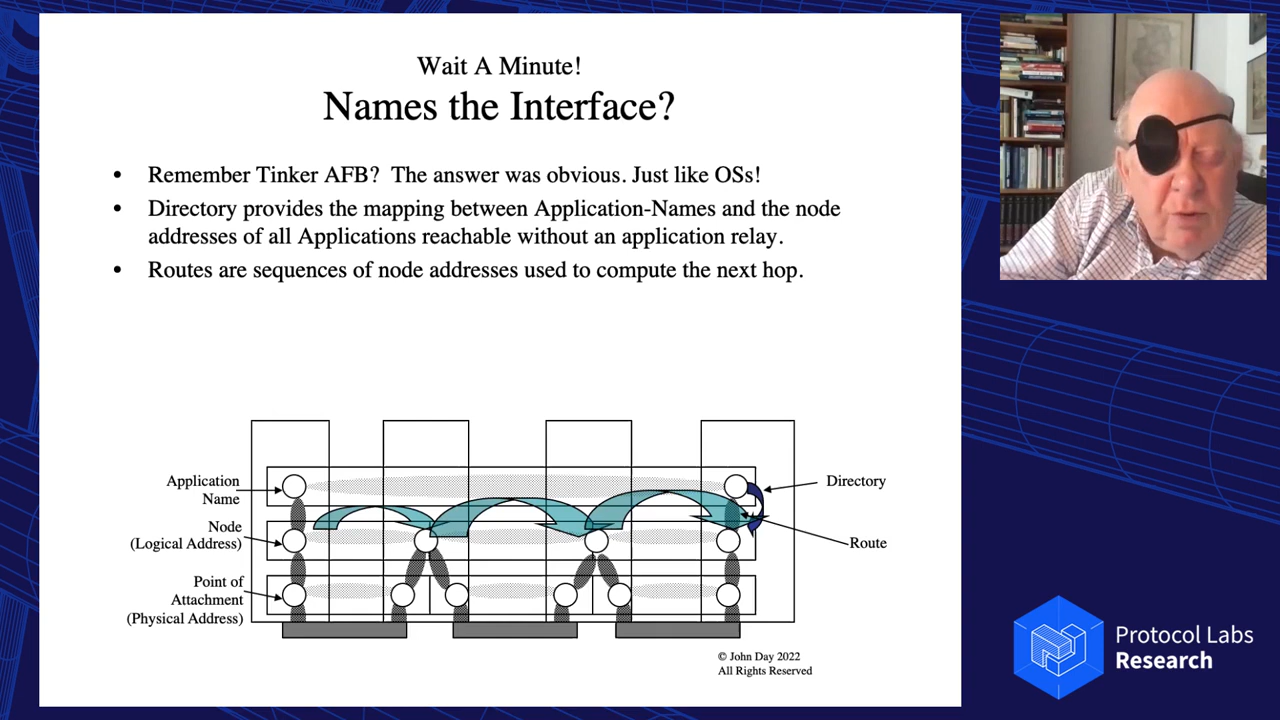 Wait A Minute!
Names the Interface?
• Remember Tinker AFB? The answer was obvious. Just like OSs!
• Directory provides the mapping between Application-Names and the node
addresses of all Applications reachable without an application relay.
• Routes are sequences of node addresses used to compute the next hop.
Application
Name
Directory
Node
(Logical Address)
Route
Point of
Attachment
(Physical Address)
© John Day 2022
All Rights Reserved
Protocol Labs
Research